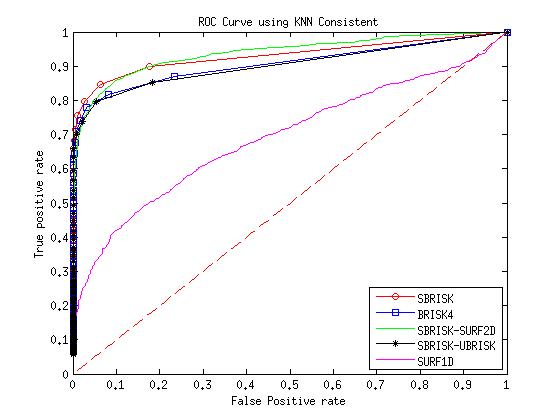 ROC Curve using KNN Consistent
True positive rate
1
0.9
0.8
0.7
0.6
0.5
0.4
0.3
0.2
0.1
0
0 0.1 0.2 0.3 0.4 0.5 0.6 0.7 0.8 0.9 1
False Positive rate
SBRISK
BRISK4
SBRISK-SURF2D
SBRISK-UBRISK
SURF1D